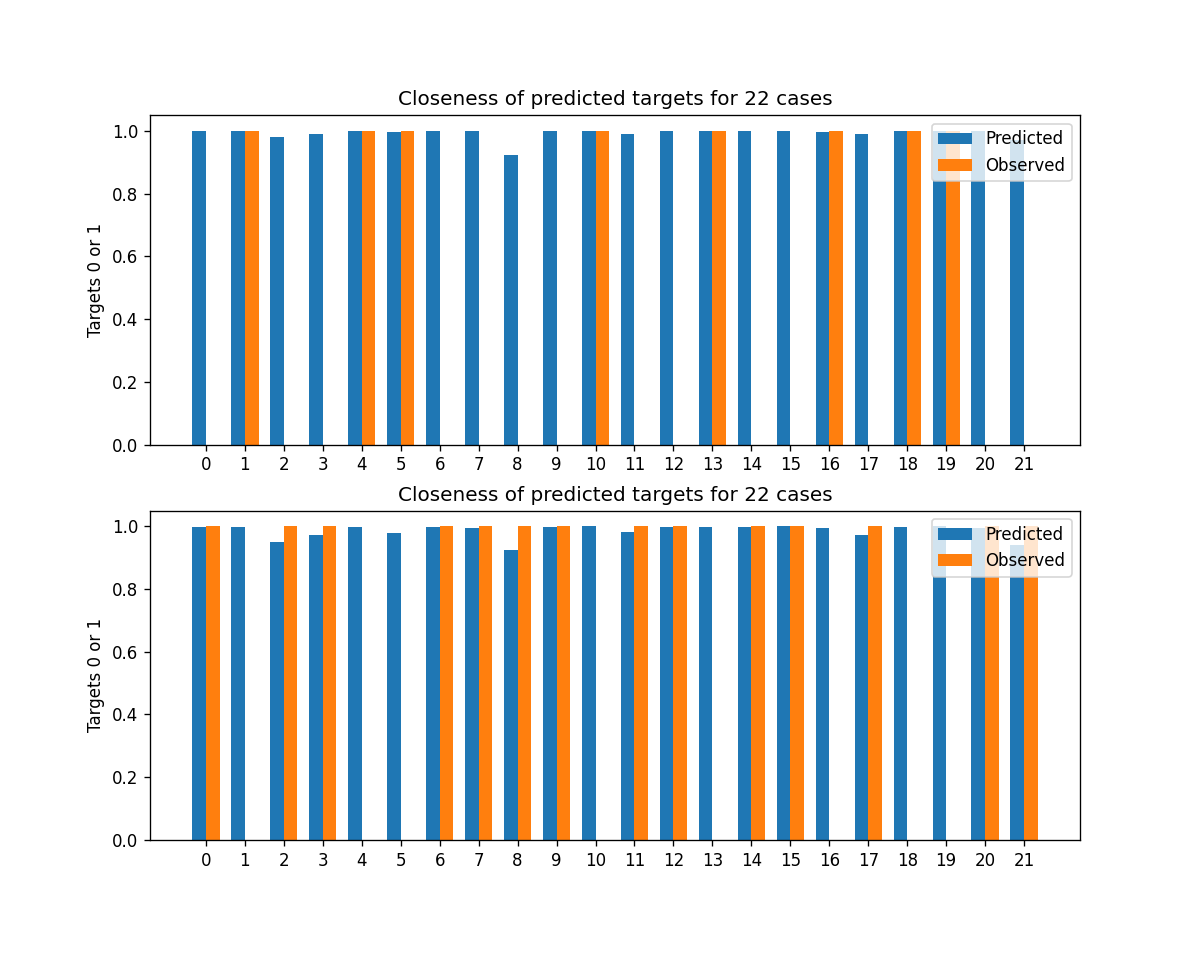 Closeness of predicted targets for 22 cases
Targets 0 or 1
1.0
0.8
0.6
0.4
0.2
0.0
Predicted
Observed
0 1 2 3 4 5 6 7 8 9 10 11 12 13 14 15 16 17 18 19 20 21
Closeness of predicted targets for 22 cases
Targets 0 or 1
1.0
0.8
0.6
0.4
0.2
0.0
Predicted
Observed
0 1 2 3 4 5 6 7 8 9 10 11 12 13 14 15 16 17 18 19 20 21